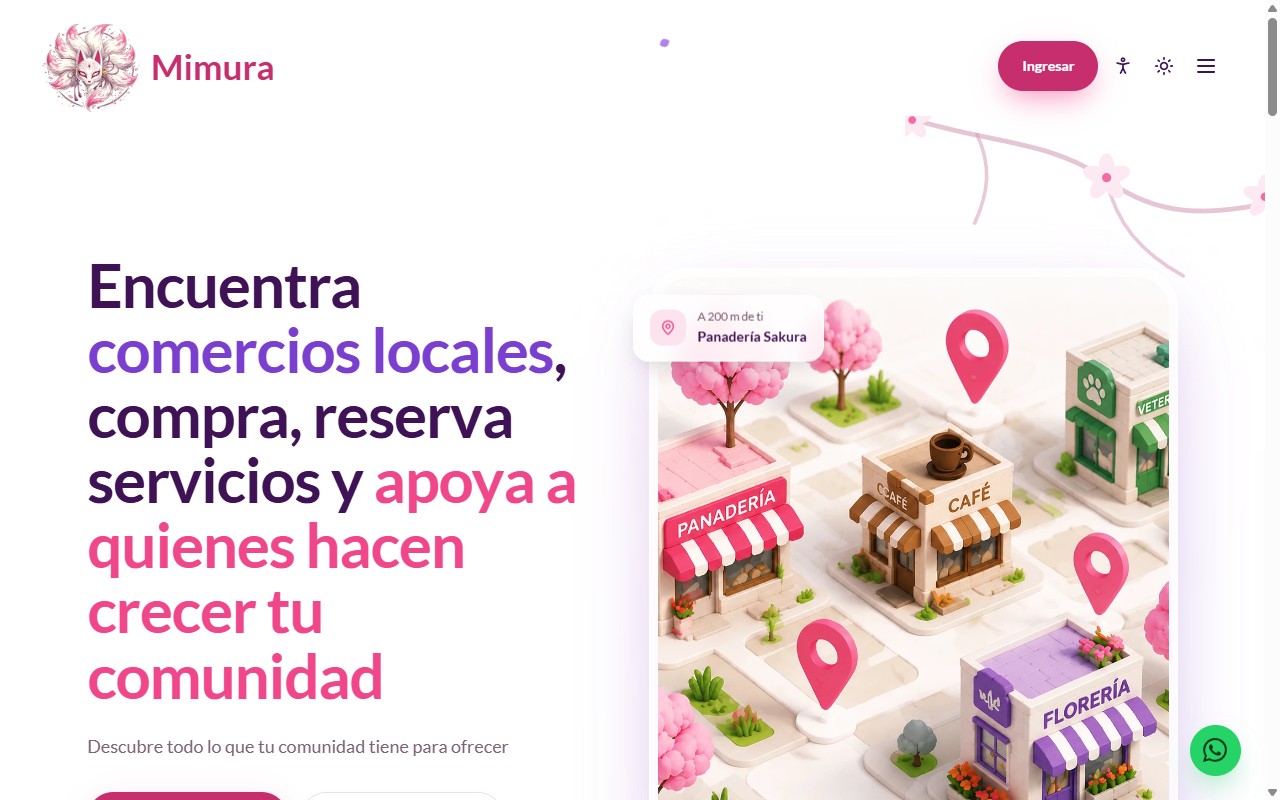 Mimura
Ingresar
Encuentra
comercios locales,
compra, reserva
servicios y apoya a
quienes hacen
crecer tu
comunidad
Descubre todo lo que tu comunidad tiene para ofrecer
A 200 m de ti
Panadería Sakura
PANADERÍA
CCAFÉ
CAFÉ
VETER
FLORERÍA